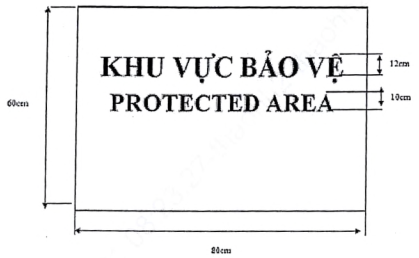 KHU VỰC BẢO VỆ
12cm
PROTECTED AREA
10cm
60cm
80cm